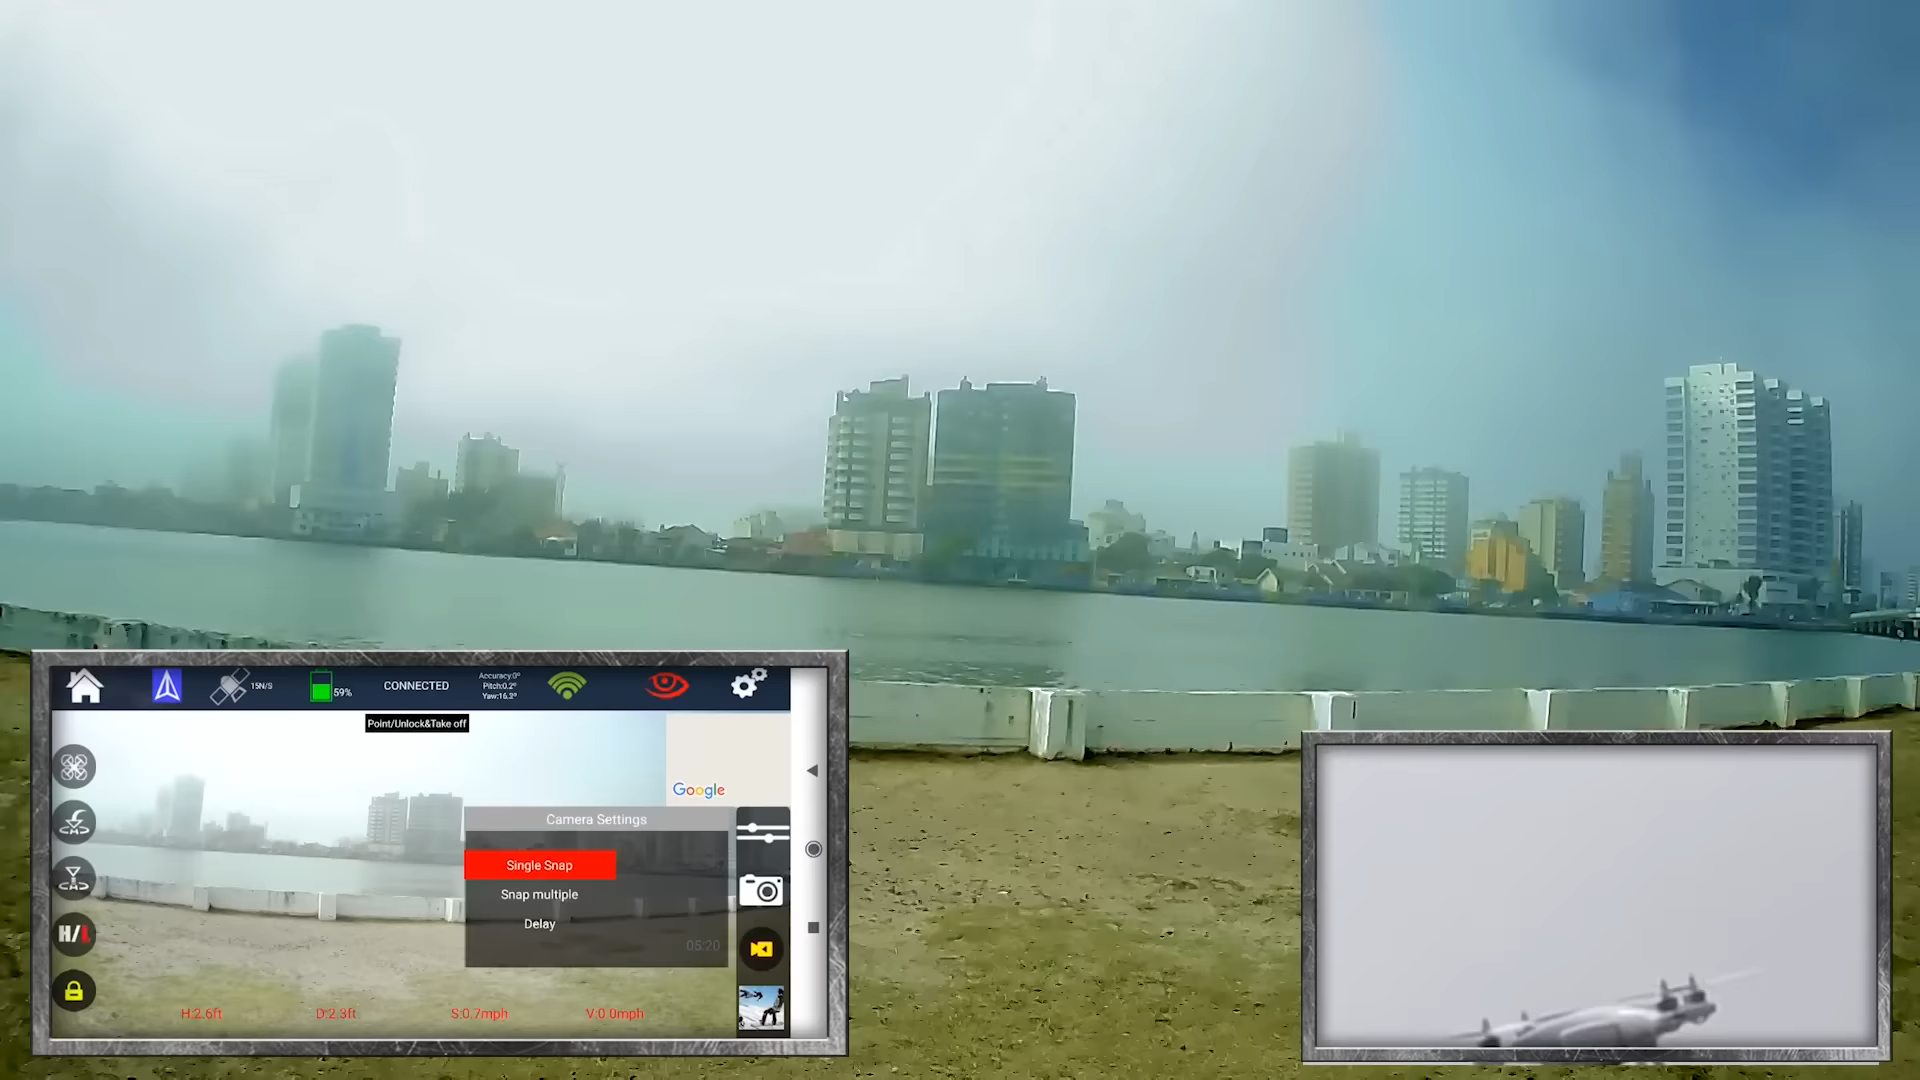 15N/S
59%
CONNECTED
Accuracy:0°
Pitch:0.2°
Yaw:16.2°
Point/Unlock&Take off
Google
Camera Settings
Single Snap
Snap multiple
Delay
05:20
H/L
H:2.6ft
D:2.3ft
S:0.7mph
V:0.0mph